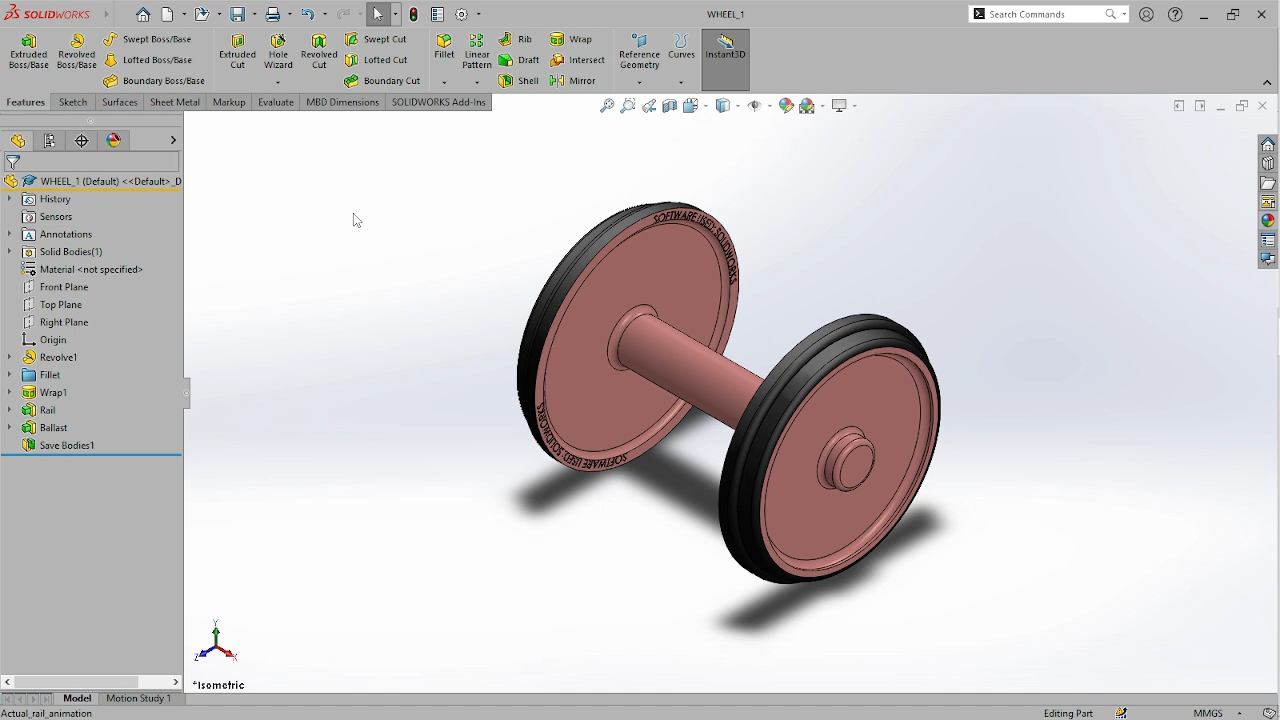 SOLIDWORKS
WHEEL_1
Search Commands
Extruded Boss/Base
Revolved Boss/Base
Swept Boss/Base
Lofted Boss/Base
Boundary Boss/Base
Extruded Cut
Hole Wizard
Revolved Cut
Swept Cut
Lofted Cut
Boundary Cut
Fillet
Linear Pattern
Rib
Draft
Shell
Wrap
Intersect
Mirror
Reference Geometry
Curves
Instant3D
Features Sketch Surfaces Sheet Metal Markup Evaluate MBD Dimensions SOLIDWORKS Add-Ins
WHEEL_1 (Default) <<Default>_D
History
Sensors
Annotations
Solid Bodies(1)
Material <not specified>
Front Plane
Top Plane
Right Plane
Origin
Revolve1
Fillet
Wrap1
Rail
Ballast
Save Bodies1
SOFTWARE USED: SOLIDWORKS
SOFTWARE USED: SOLIDWORKS
Y
Z
X
*Isometric
Model Motion Study 1
Actual_rail_animation
Editing Part
MMGS